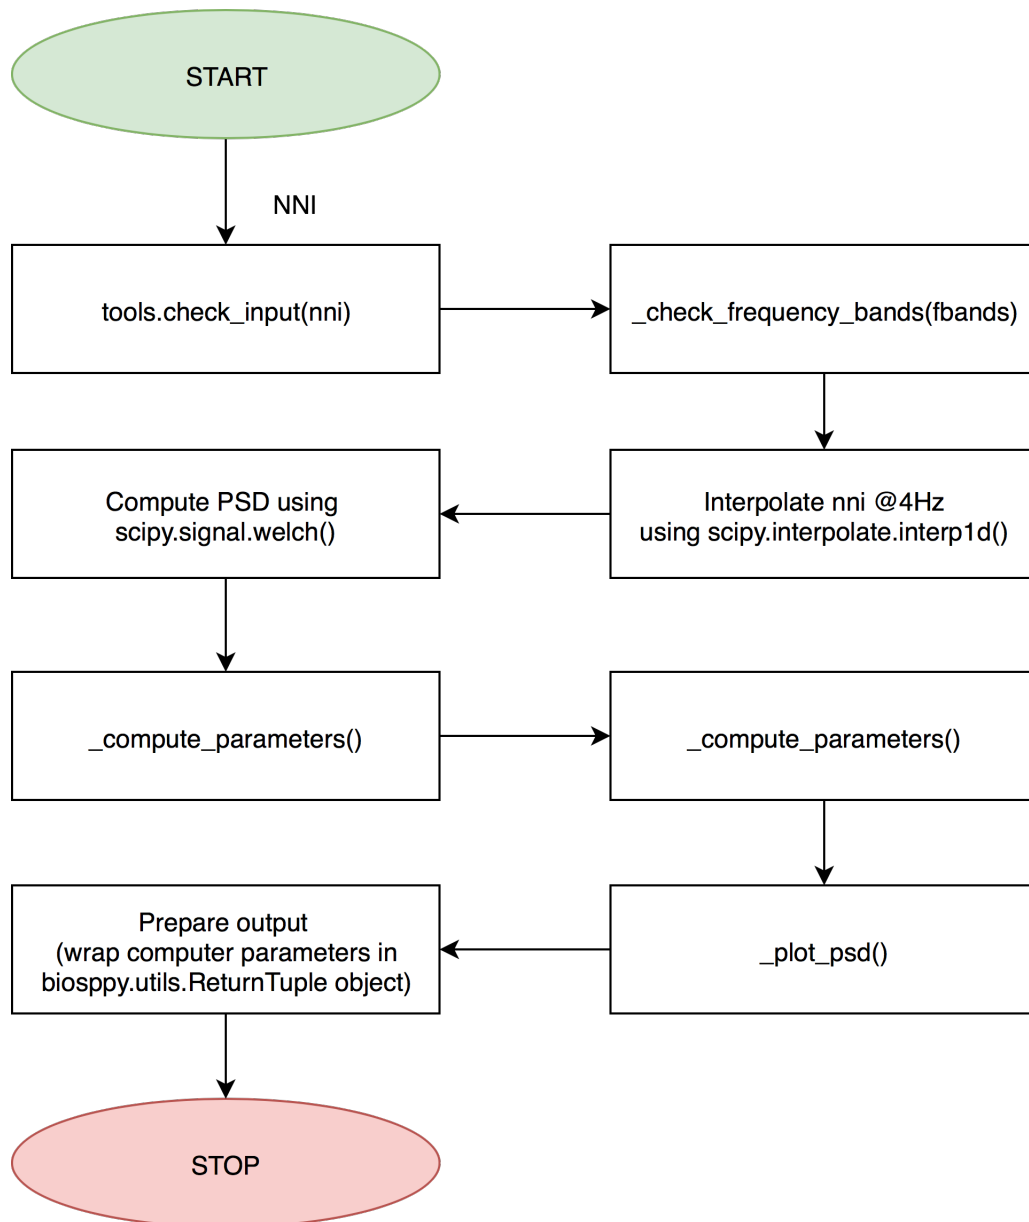 START
NNI
tools.check_input(nni)
_check_frequency_bands(fbands)
Interpolate nni @4Hz
using scipy.interpolate.interp1d()
Compute PSD using
scipy.signal.welch()
_compute_parameters()
_compute_parameters()
_plot_psd()
Prepare output
(wrap computer parameters in
biosppy.utils.ReturnTuple object)
STOP